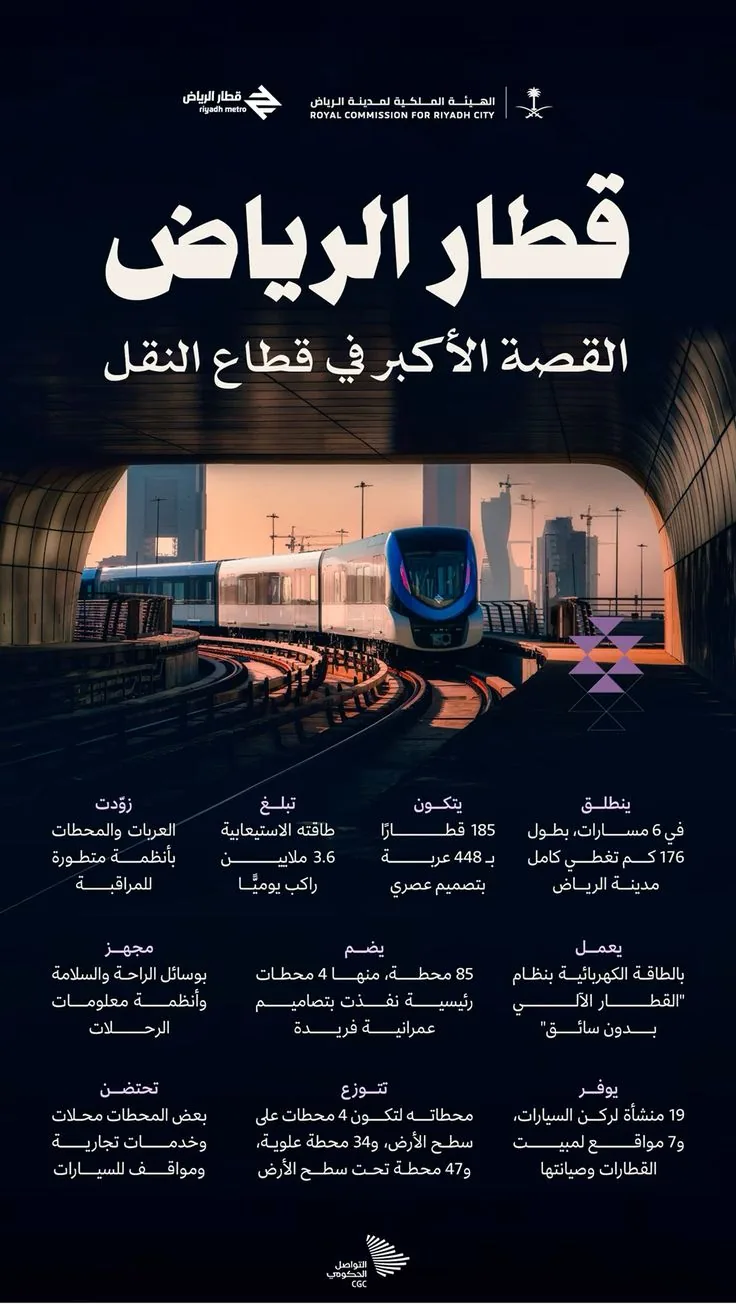 الهيئة الملكية لمدينة الرياض
ROYAL COMMISSION FOR RIYADH CITY
قطار الرياض
riyadh metro
قطار الرياض
القصة الأكبر في قطاع النقل
ينطلق
في 6 مسارات، بطول
176 كم تغطي كامل
مدينة الرياض
يتكون
185 قطارًا
بـ 448 عربة
بتصميم عصري
تبلغ
طاقته الاستيعابية
3.6 ملايين
راكب يوميًّا
زوّدت
العربات والمحطات
بأنظمة متطورة
للمراقبة
يعمل
بالطاقة الكهربائية بنظام
"القطار الآلي
بدون سائق"
يضم
85 محطة، منها 4 محطات
رئيسية نفذت بتصاميم
عمرانية فريدة
مجهز
بوسائل الراحة والسلامة
وأنظمة معلومات
الرحلات
يوفر
19 منشأة لركن السيارات،
و7 مواقع لمبيت
القطارات وصيانتها
تتوزع
محطاته لتكون 4 محطات على
سطح الأرض، و34 محطة علوية،
و47 محطة تحت سطح الأرض
تحتضن
بعض المحطات محلات
وخدمات تجارية
ومواقف للسيارات
التواصل
الحكومي
CGC